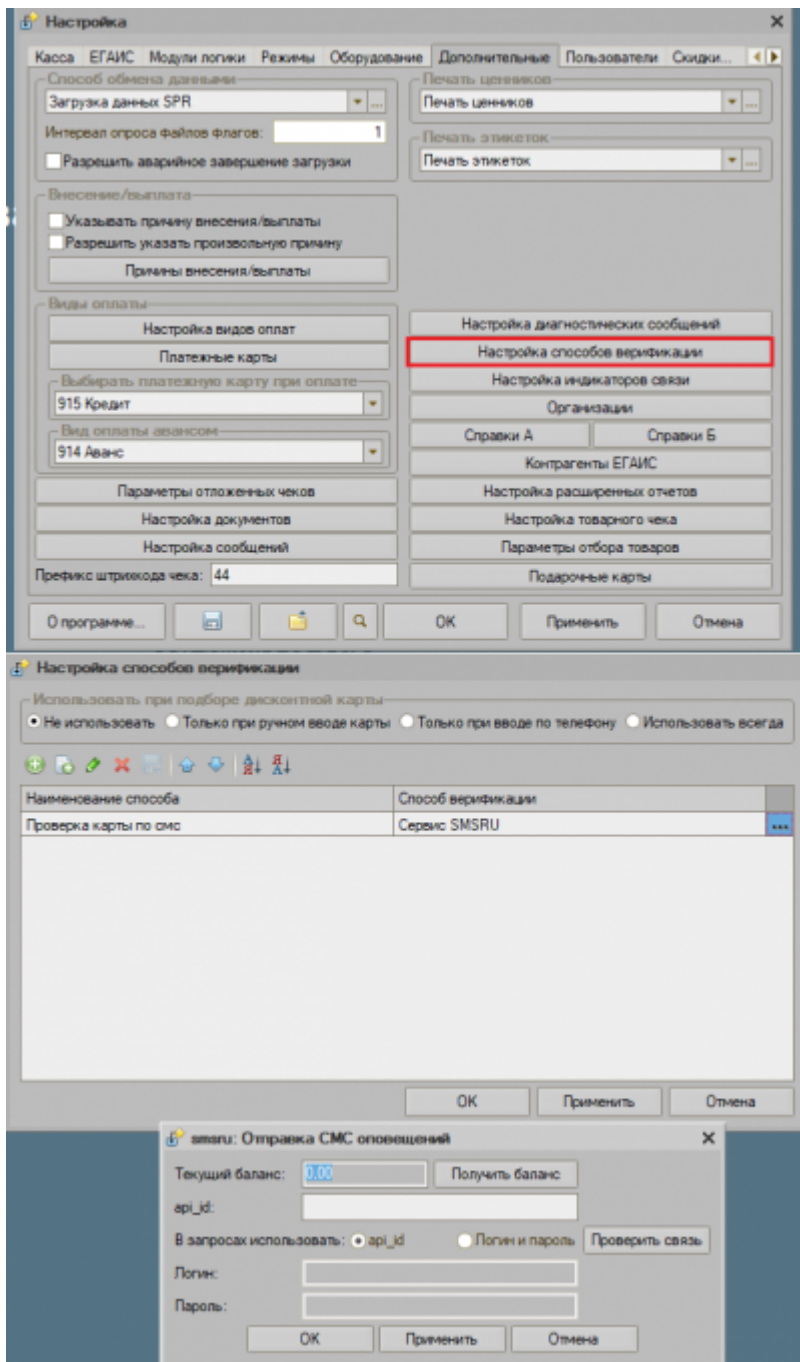 Настройка
Касса ЕГАИС Модули логики Режимы Оборудование Дополнительные Пользователи Скидки...
Способ обмена данными
Загрузка данных SPR
Интервал опроса файлов флагов: 1
Разрешить аварийное завершение загрузки
Печать ценников
Печать ценников
Печать этикеток
Печать этикеток
Внесение/выплата
Указывать причину внесения/выплаты
Разрешить указать произвольную причину
Причины внесения/выплаты
Виды оплаты
Настройка видов оплат
Платежные карты
Выбирать платежную карту при оплате
915 Кредит
Вид оплаты авансом
914 Аванс
Параметры отложенных чеков
Настройка документов
Настройка сообщений
Префикс штрихкода чека: 44
Настройка диагностических сообщений
Настройка способов верификации
Настройка индикаторов связи
Организации
Справки А Справки Б
Контрагенты ЕГАИС
Настройка расширенных отчетов
Настройка товарного чека
Параметры отбора товаров
Подарочные карты
О программе... ОК Применить Отмена
Настройка способов верификации
Использовать при подборе дисконтной карты
Не использовать Только при ручном вводе карты Только при вводе по телефону Использовать всегда
Наименование способа Способ верификации
Проверка карты по смс Сервис SMSRU ...
ОК Применить Отмена
smsru: Отправка СМС оповещений
Текущий баланс: 0,00 Получить баланс
api_id:
В запросах использовать: api_id Логин и пароль Проверить связь
Логин:
Пароль:
ОК Применить Отмена